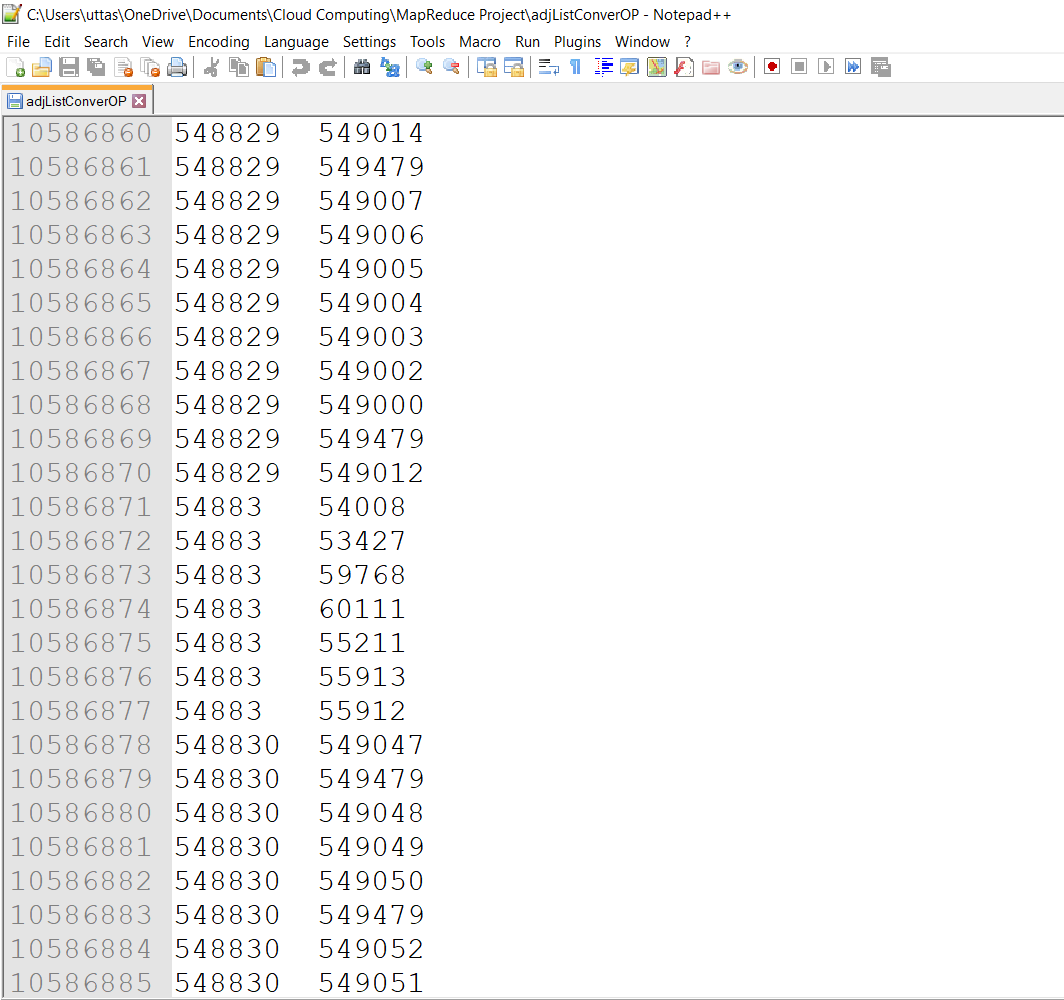 C:\Users\uttas\OneDrive\Documents\Cloud Computing\MapReduce Project\adjListConverOP - Notepad++
File Edit Search View Encoding Language Settings Tools Macro Run Plugins Window ?
adjListConverOP
10586860 548829 549014
10586861 548829 549479
10586862 548829 549007
10586863 548829 549006
10586864 548829 549005
10586865 548829 549004
10586866 548829 549003
10586867 548829 549002
10586868 548829 549000
10586869 548829 549479
10586870 548829 549012
10586871 54883 54008
10586872 54883 53427
10586873 54883 59768
10586874 54883 60111
10586875 54883 55211
10586876 54883 55913
10586877 54883 55912
10586878 548830 549047
10586879 548830 549479
10586880 548830 549048
10586881 548830 549049
10586882 548830 549050
10586883 548830 549479
10586884 548830 549052
10586885 548830 549051